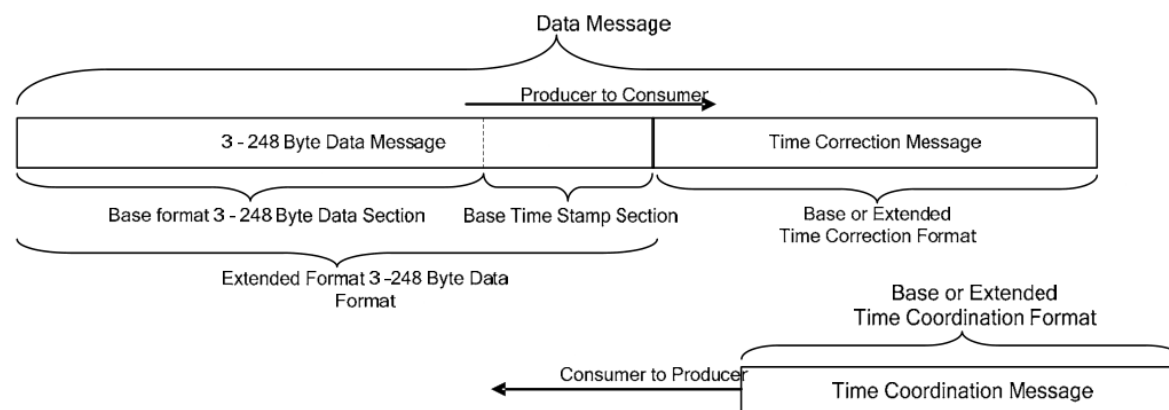 Data Message
Producer to Consumer
3 - 248 Byte Data Message
Time Correction Message
Base format 3 - 248 Byte Data Section
Base Time Stamp Section
Base or Extended
Time Correction Format
Extended Format 3 -248 Byte Data
Format
Base or Extended
Time Coordination Format
Consumer to Producer
Time Coordination Message